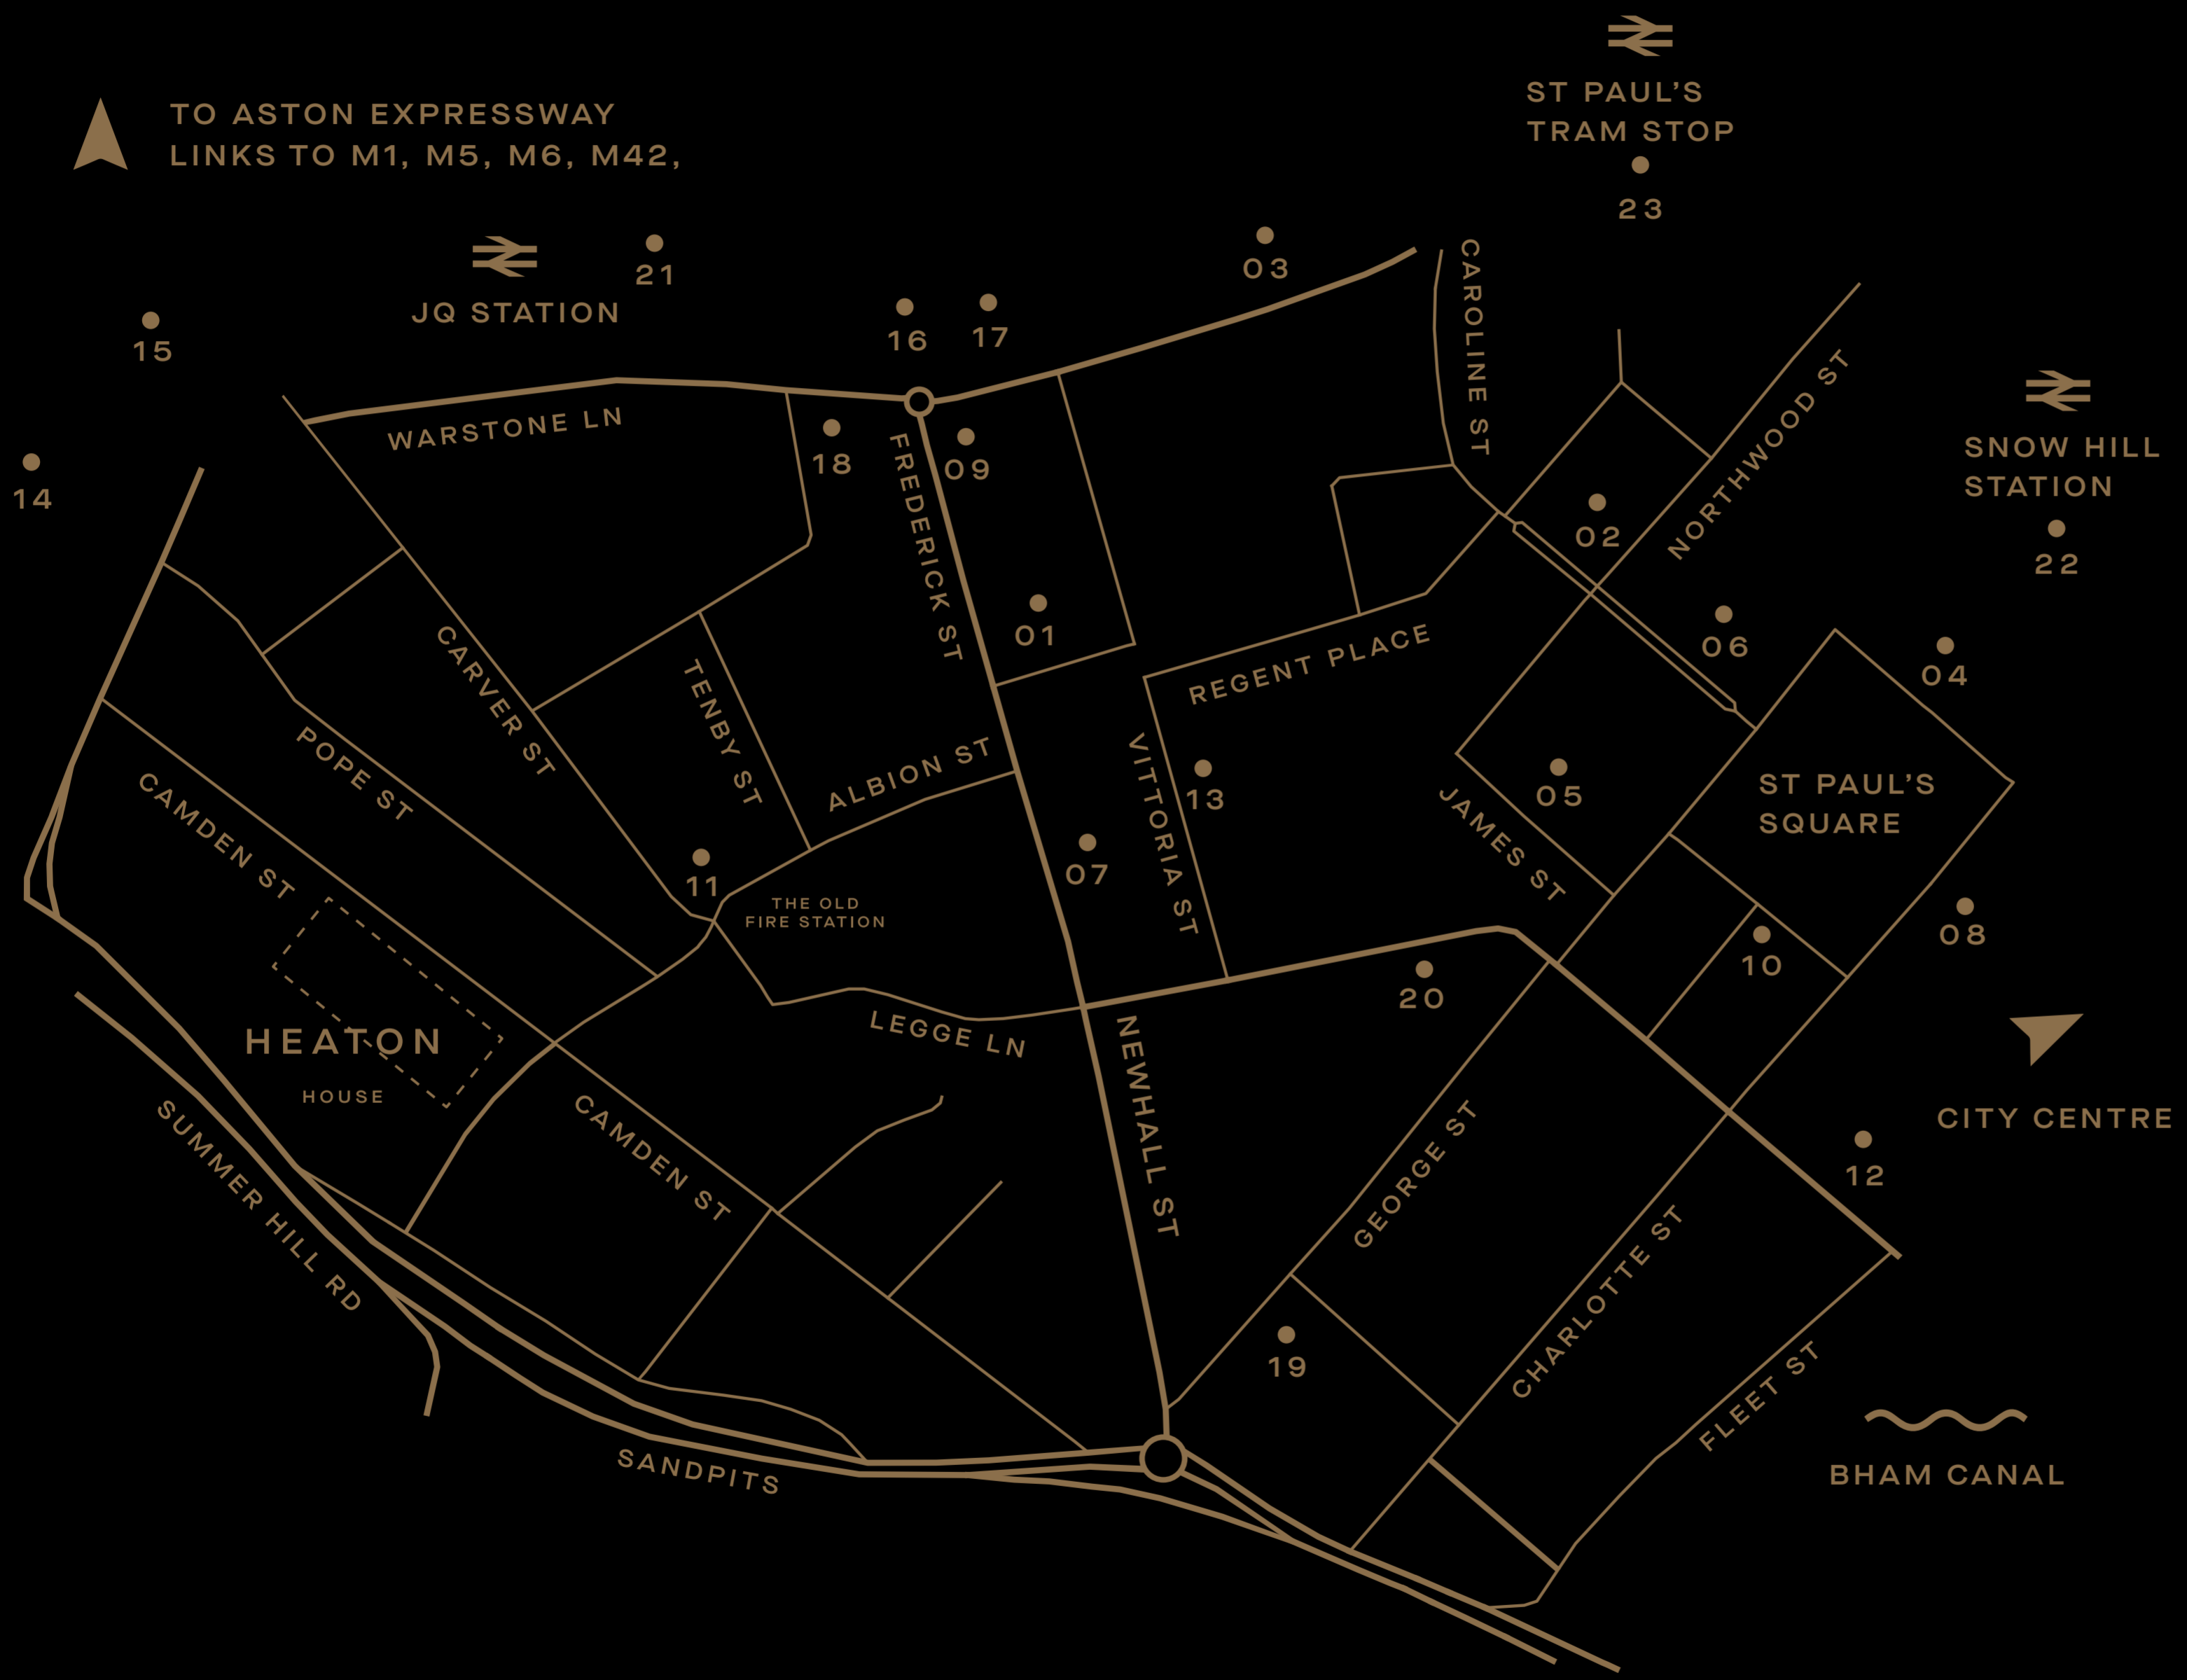 ST PAUL'S
TRAM STOP
23
TO ASTON EXPRESSWAY
LINKS TO M1, M5, M6, M42,
21
JQ STATION
03
CAROLINE ST
15
16
17
NORTHWOOD ST
SNOW HILL
STATION
22
WARSTONE LN
18
FREDERICK ST
09
14
02
01
06
04
REGENT PLACE
CARVER ST
TENBY ST
POPE ST
ALBION ST
VITTORIA ST
13
05
ST PAUL'S
SQUARE
JAMES ST
CAMDEN ST
11
07
THE OLD
FIRE STATION
08
10
20
LEGGE LN
HEATON
HOUSE
NEWHALL ST
CITY CENTRE
12
SUMMER HILL RD
CAMDEN ST
GEORGE ST
CHARLOTTE ST
19
FLEET ST
SANDPITS
BHAM CANAL